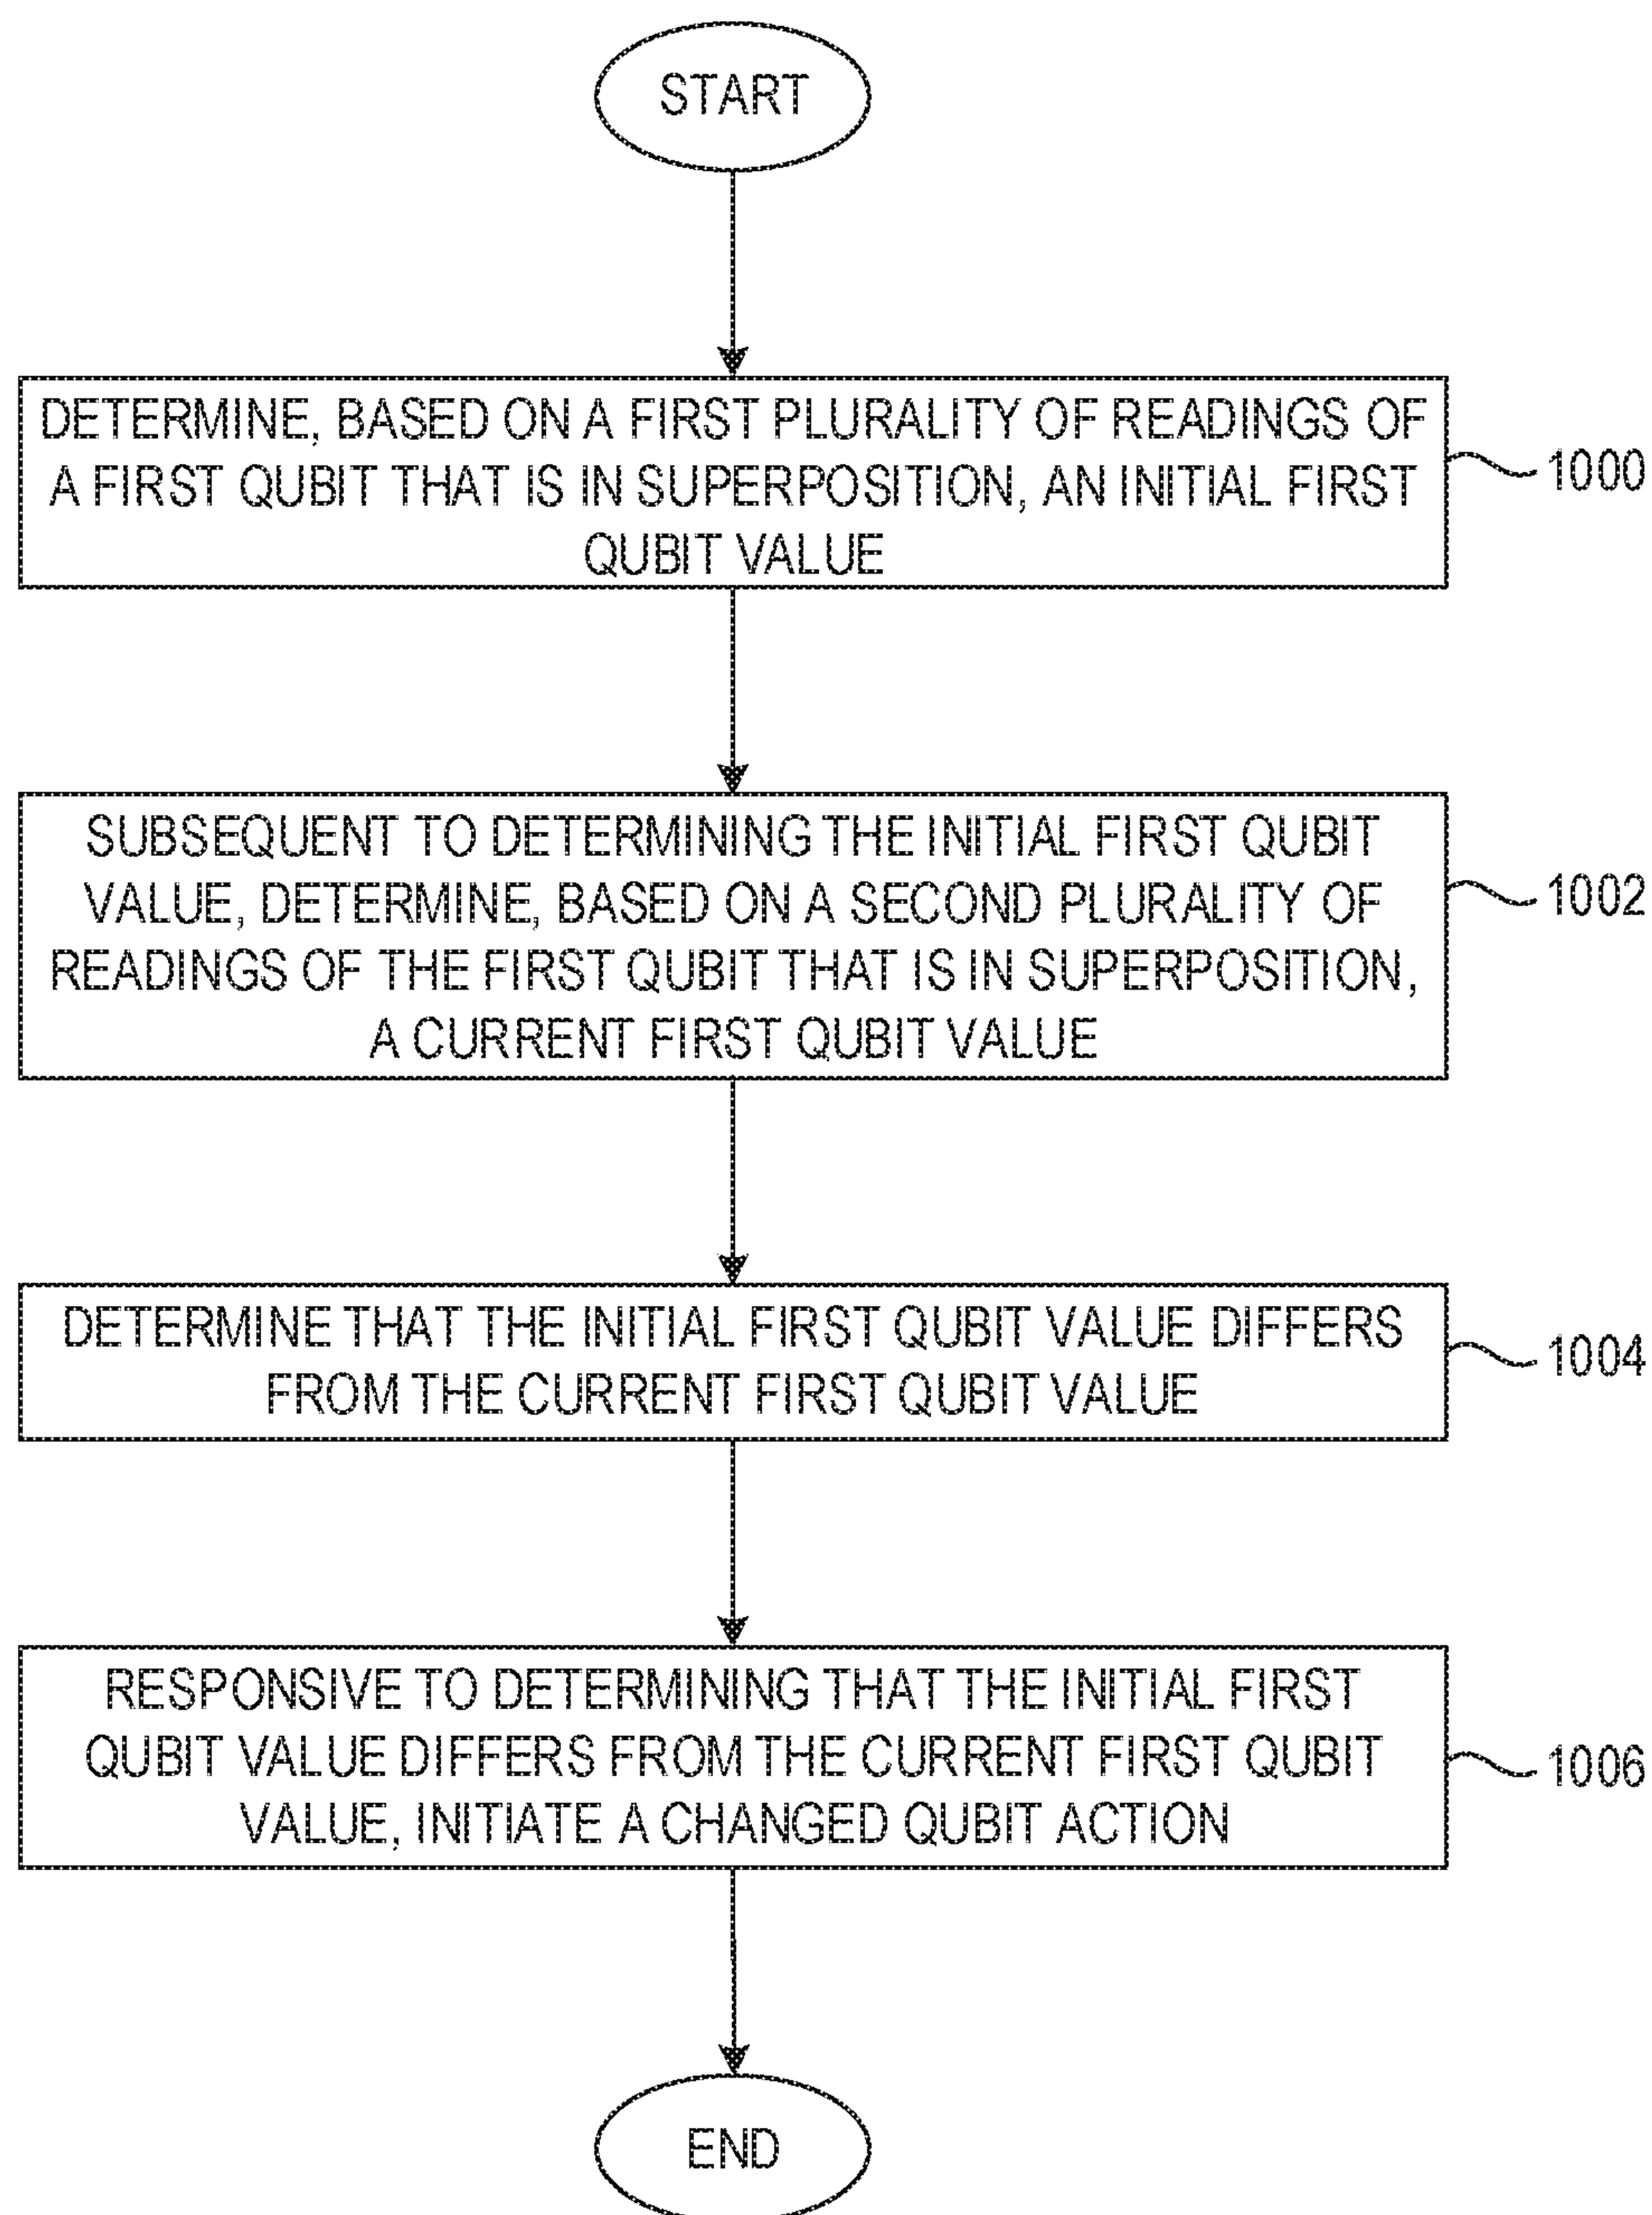 START
DETERMINE, BASED ON A FIRST PLURALITY OF READINGS OF
A FIRST QUBIT THAT IS IN SUPERPOSITION, AN INITIAL FIRST
QUBIT VALUE
1000
SUBSEQUENT TO DETERMINING THE INITIAL FIRST QUBIT
VALUE, DETERMINE, BASED ON A SECOND PLURALITY OF
READINGS OF THE FIRST QUBIT THAT IS IN SUPERPOSITION,
A CURRENT FIRST QUBIT VALUE
1002
DETERMINE THAT THE INITIAL FIRST QUBIT VALUE DIFFERS
FROM THE CURRENT FIRST QUBIT VALUE
1004
RESPONSIVE TO DETERMINING THAT THE INITIAL FIRST
QUBIT VALUE DIFFERS FROM THE CURRENT FIRST QUBIT
VALUE, INITIATE A CHANGED QUBIT ACTION
1006
END